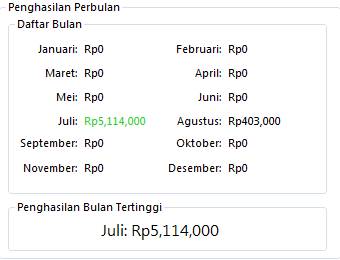 Penghasilan Perbulan
Daftar Bulan
Januari: Rp0 Februari: Rp0
Maret: Rp0 April: Rp0
Mei: Rp0 Juni: Rp0
Juli: Rp5,114,000 Agustus: Rp403,000
September: Rp0 Oktober: Rp0
November: Rp0 Desember: Rp0
Penghasilan Bulan Tertinggi
Juli: Rp5,114,000